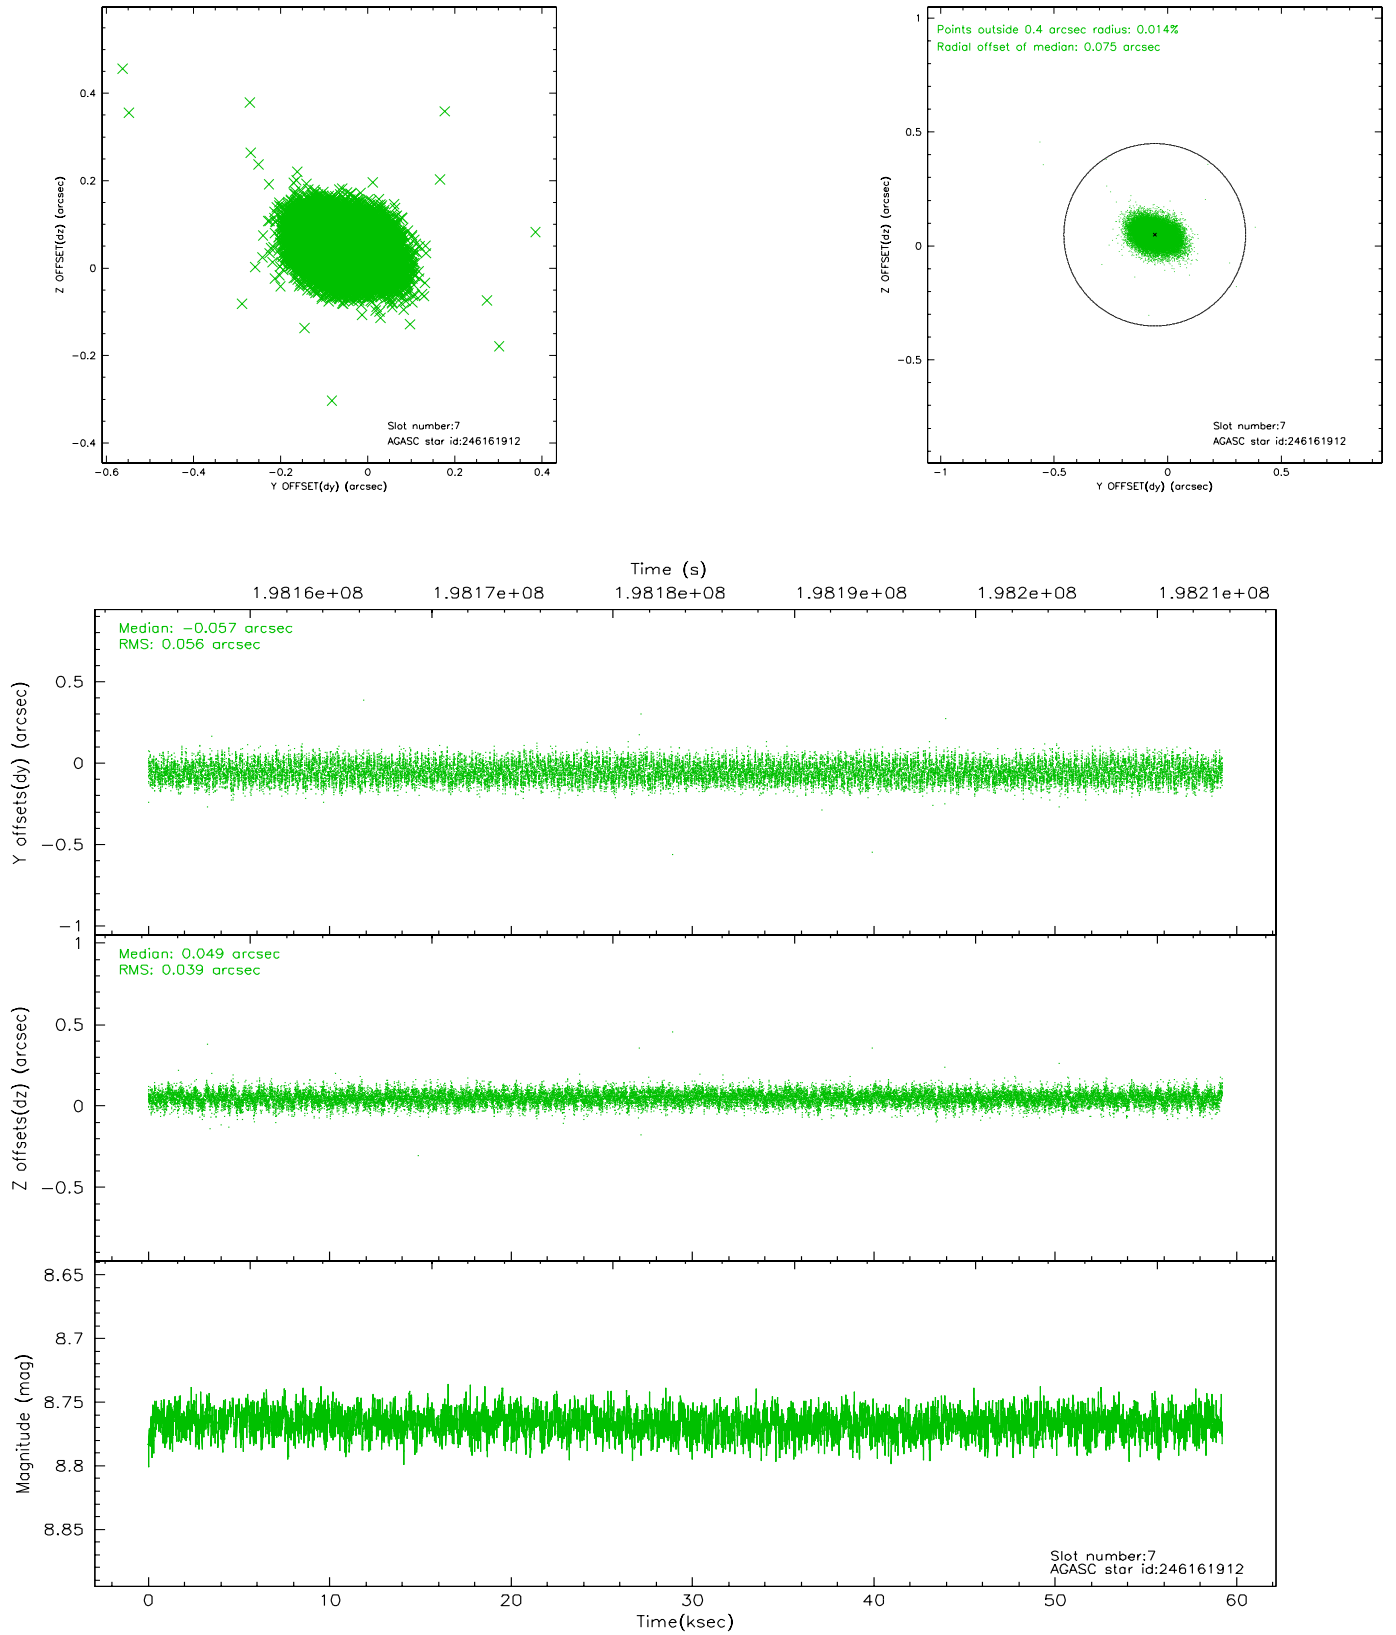 0.4
0.2
0
−0.2
−0.4
Z OFFSET(dz) (arcsec)
−0.6
−0.4
−0.2
0
0.2
0.4
Y OFFSET(dy) (arcsec)
Slot number:7
AGASC star id:246161912
Points outside 0.4 arcsec radius: 0.014%
Radial offset of median: 0.075 arcsec
1
0.5
0
−0.5
Z OFFSET(dz) (arcsec)
−1
−0.5
0
0.5
Y OFFSET(dy) (arcsec)
Slot number:7
AGASC star id:246161912
Time (s)
1.9816e+08
1.9817e+08
1.9818e+08
1.9819e+08
1.982e+08
1.9821e+08
Median: −0.057 arcsec
RMS: 0.056 arcsec
0.5
0
−0.5
−1
Y offsets(dy) (arcsec)
Median: 0.049 arcsec
RMS: 0.039 arcsec
1
0.5
0
−0.5
Z offsets(dz) (arcsec)
8.65
8.7
8.75
8.8
8.85
Magnitude (mag)
Slot number:7
AGASC star id:246161912
0
10
20
30
40
50
60
Time(ksec)